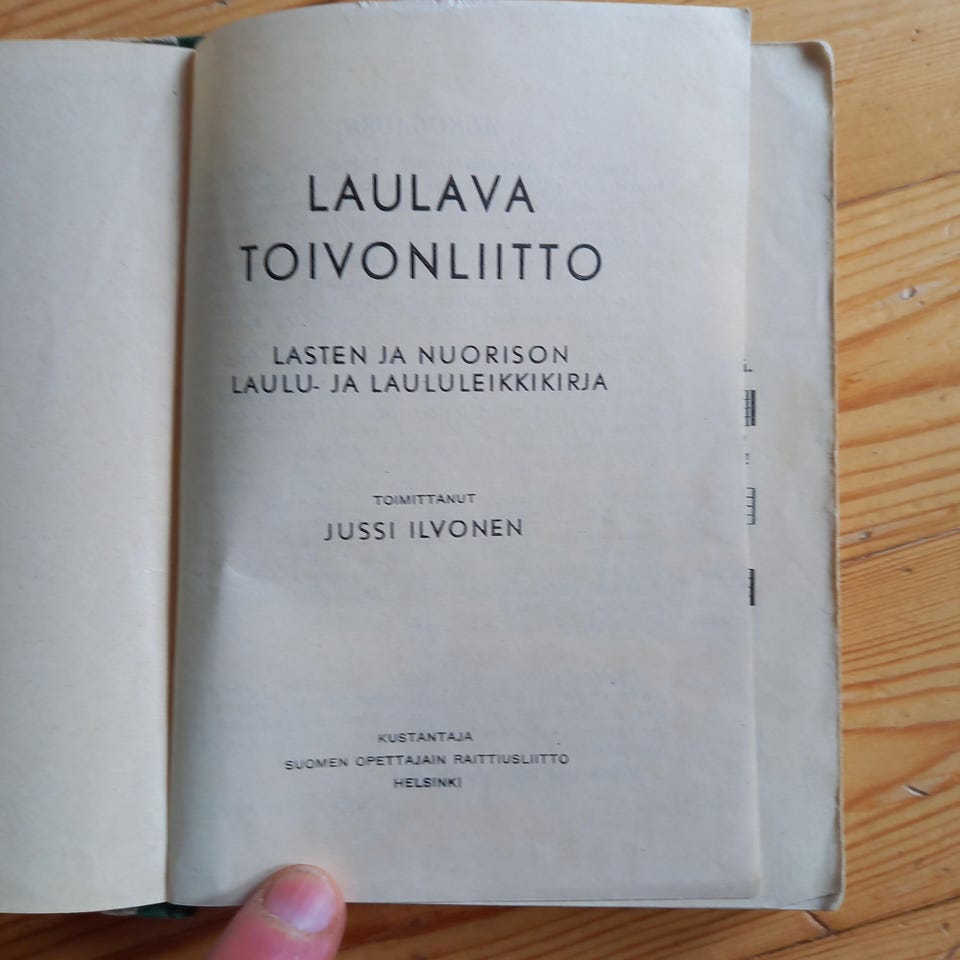 LAULAVA
TOIVONLIITTO
LASTEN JA NUORISON
LAULU- JA LAULULEIKKIKIRJA
TOIMITTANUT
JUSSI ILVONEN
KUSTANTAJA
SUOMEN OPETTAJAIN RAITTIUSLIITTO
HELSINKI